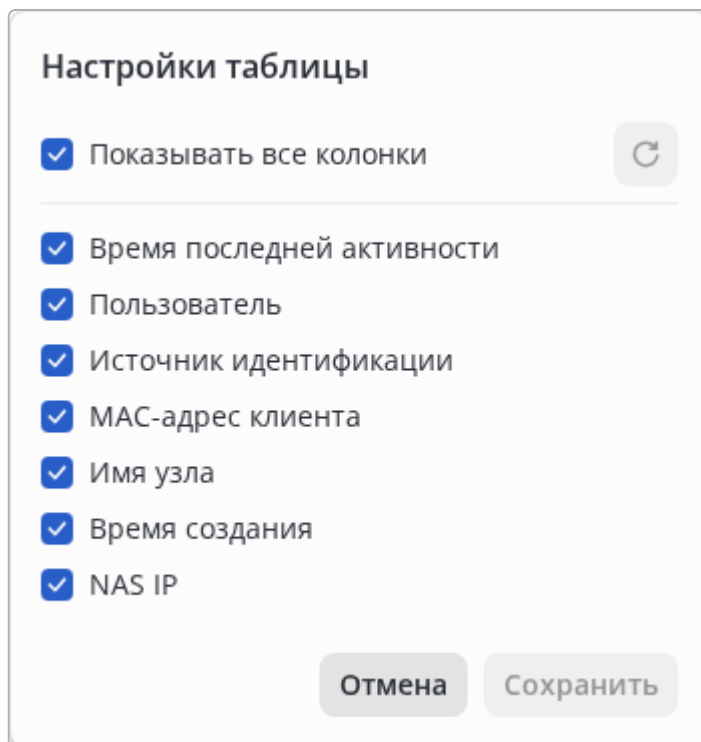 Настройки таблицы
Показывать все колонки
Время последней активности
Пользователь
Источник идентификации
MAC-адрес клиента
Имя узла
Время создания
NAS IP
Отмена Сохранить